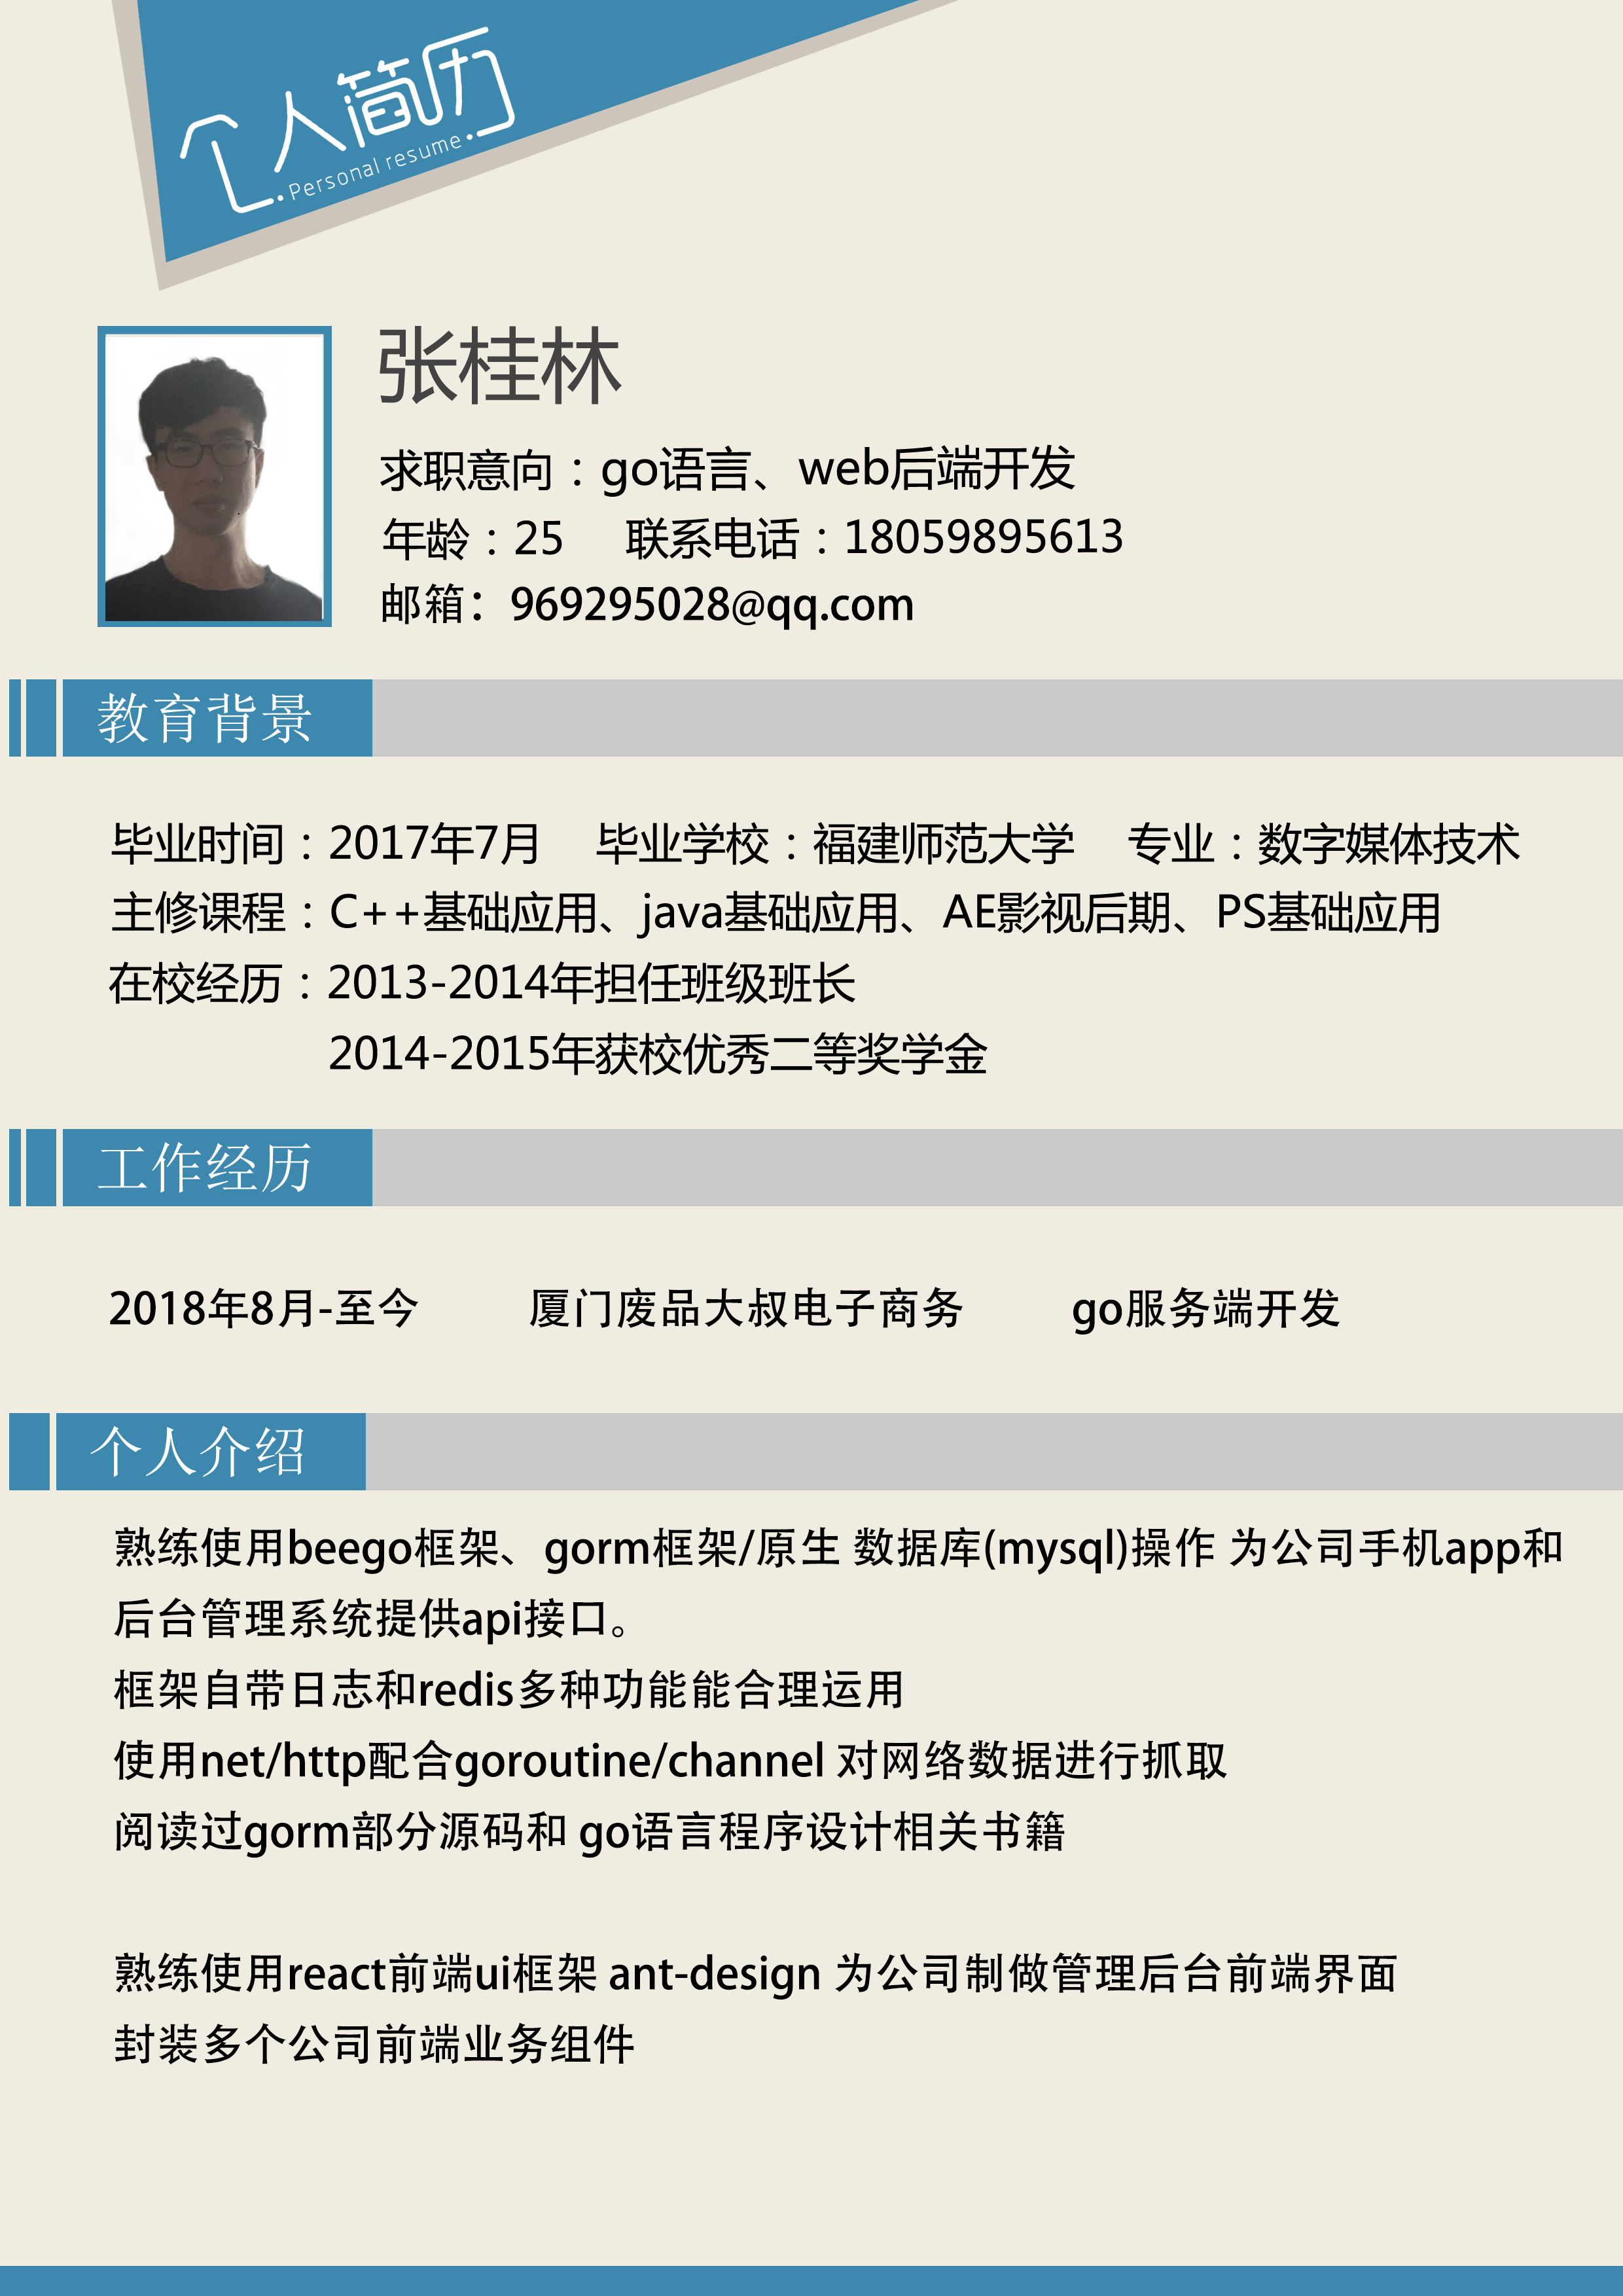 个人简历
Personal resume
张桂林
求职意向：go语言、web后端开发
年龄：25 联系电话：18059895613
邮箱：969295028@qq.com
教育背景
毕业时间：2017年7月 毕业学校：福建师范大学 专业：数字媒体技术
主修课程：C++基础应用、java基础应用、AE影视后期、PS基础应用
在校经历：2013-2014年担任班级班长
2014-2015年获校优秀二等奖学金
工作经历
2018年8月-至今 厦门废品大叔电子商务 go服务端开发
个人介绍
熟练使用beego框架、gorm框架/原生 数据库(mysql)操作 为公司手机app和
后台管理系统提供api接口。
框架自带日志和redis多种功能能合理运用
使用net/http配合goroutine/channel 对网络数据进行抓取
阅读过gorm部分源码和 go语言程序设计相关书籍
熟练使用react前端ui框架 ant-design 为公司制做管理后台前端界面
封装多个公司前端业务组件